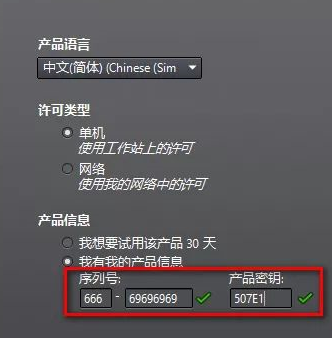 产品语言
中文(简体) (Chinese (Sim
许可类型
单机
使用工作站上的许可
网络
使用我的网络中的许可
产品信息
我想要试用该产品 30 天
我有我的产品信息
序列号: 产品密钥:
666 - 69696969 507E1